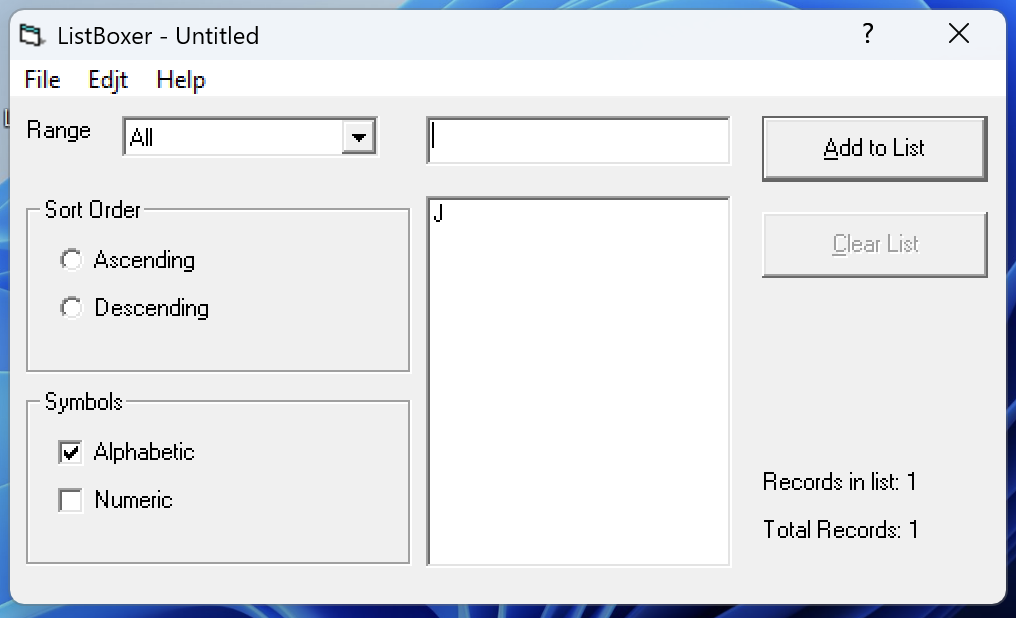 ListBoxer - Untitled ?
File Edjt Help
Range All
Add to List
Sort Order
J
Clear List
Ascending
Descending
Symbols
Alphabetic
Numeric
Records in list: 1
Total Records: 1